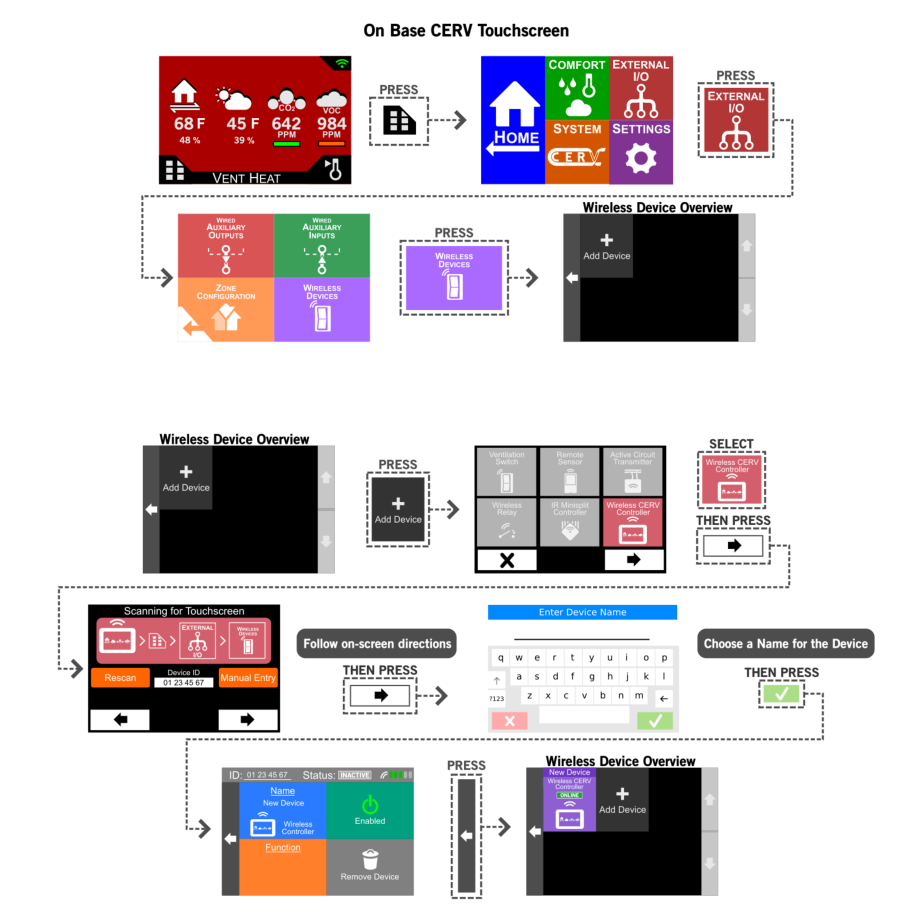 On Base CERV Touchscreen
68 F
48 %
45 F
39 %
CO2
642
PPM
VOC
984
PPM
VENT HEAT
PRESS
HOME
COMFORT
EXTERNAL
I/O
SYSTEM
CERV
SETTINGS
PRESS
EXTERNAL
I/O
WIRED
AUXILIARY
OUTPUTS
WIRED
AUXILIARY
INPUTS
ZONE
CONFIGURATION
WIRELESS
DEVICES
PRESS
WIRELESS
DEVICES
Wireless Device Overview
+
Add Device
Wireless Device Overview
+
Add Device
PRESS
+
Add Device
Ventilation
Switch
Remote
Sensor
Active Circuit
Transmitter
Wireless
Relay
IR Minisplit
Controller
Wireless CERV
Controller
SELECT
Wireless CERV
Controller
THEN PRESS
Scanning for Touchscreen
EXTERNAL
I/O
WIRELESS
DEVICES
Rescan
Device ID
01 23 45 67
Manual Entry
Follow on-screen directions
THEN PRESS
Enter Device Name
q w e r t y u i o p
a s d f g h j k l
?123 z x c v b n m
Choose a Name for the Device
THEN PRESS
ID: 01 23 45 67 Status: INACTIVE
Name
New Device
Wireless
Controller
Enabled
Function
Remove Device
PRESS
Wireless Device Overview
New Device
Wireless CERV
Controller
ONLINE
+
Add Device